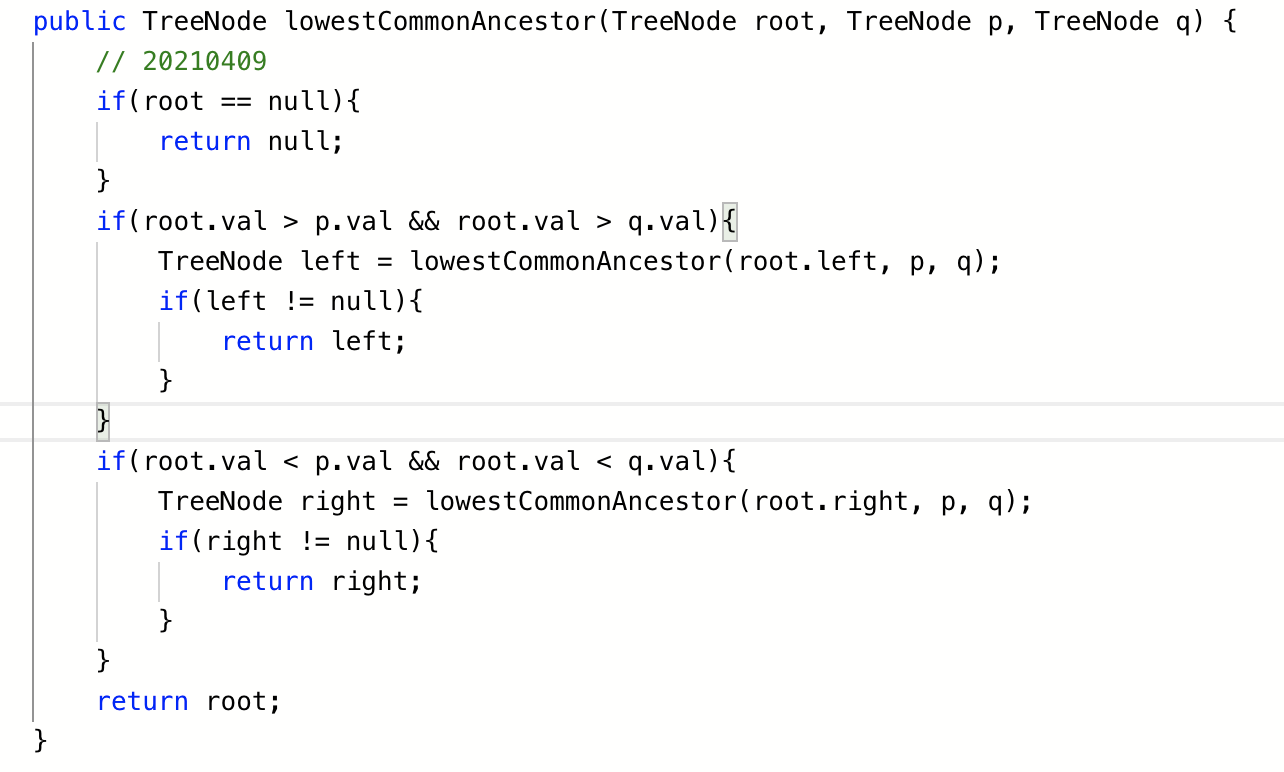 public TreeNode lowestCommonAncestor(TreeNode root, TreeNode p, TreeNode q) {
    // 20210409
    if(root == null){
        return null;
    }
    if(root.val > p.val && root.val > q.val){
        TreeNode left = lowestCommonAncestor(root.left, p, q);
        if(left != null){
            return left;
        }
    }
    if(root.val < p.val && root.val < q.val){
        TreeNode right = lowestCommonAncestor(root.right, p, q);
        if(right != null){
            return right;
        }
    }
    return root;
}